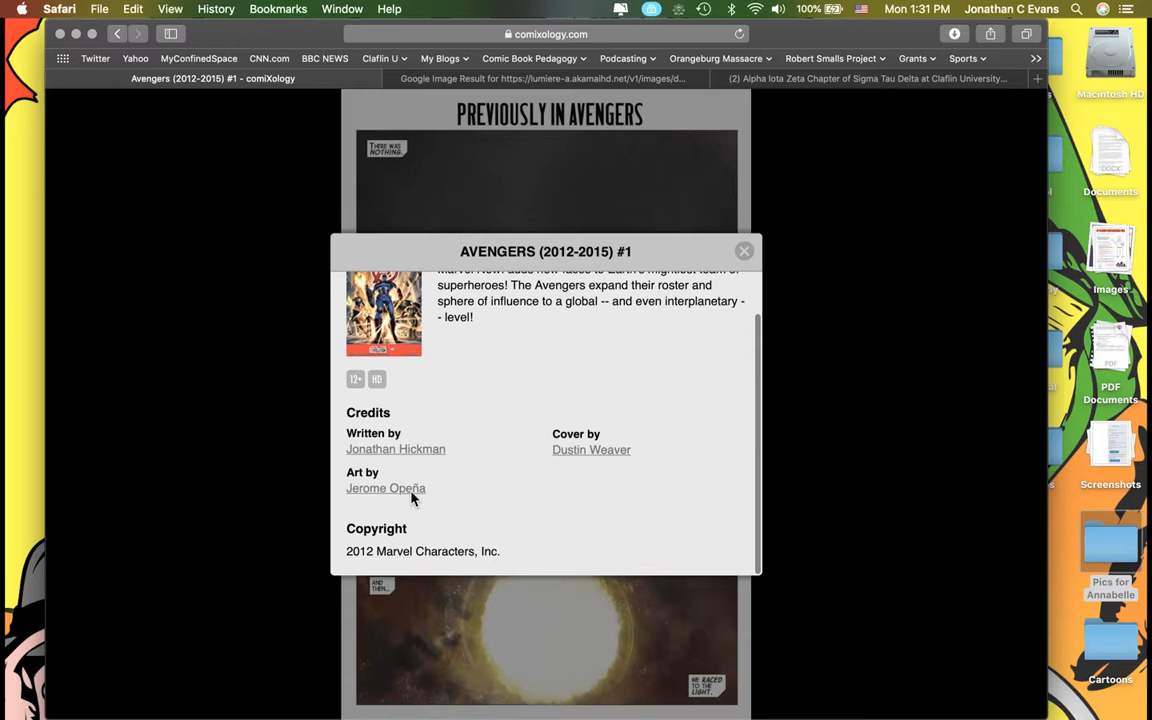 Safari File Edit View History Bookmarks Window Help 100% Mon 1:31 PM Jonathan C Evans
comixology.com
Twitter Yahoo MyConfinedSpace CNN.com BBC NEWS Claflin U My Blogs Comic Book Pedagogy Podcasting Orangeburg Massacre Robert Smalls Project Grants Sports
Avengers (2012-2015) #1 - comiXology Google Image Result for https://lumiere-a.akamaihd.net/v1/images/d... (2) Alpha Iota Zeta Chapter of Sigma Tau Delta at Claflin University...
Macintosh HD
PREVIOUSLY IN AVENGERS
THERE WAS
NOTHING.
DOCX
Documents
AVENGERS (2012-2015) #1
superheroes! The Avengers expand their roster and
sphere of influence to a global -- and even interplanetary -
- level!
Images
12+ HD
PDF
PDF
Documents
Credits
Written by
Jonathan Hickman
Cover by
Dustin Weaver
Art by
Jerome Opeña
Screenshots
Copyright
2012 Marvel Characters, Inc.
AND
THEN...
Pics for
Annabelle
WE RACED
TO THE
LIGHT.
Cartoons